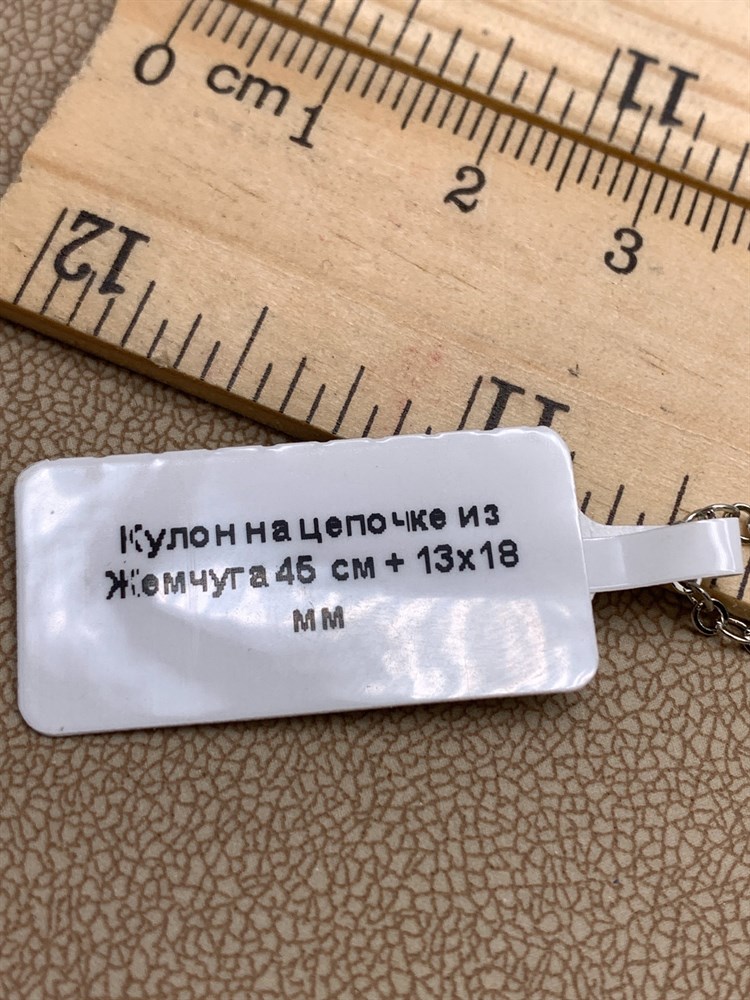 0 cm 1 2 3
11
12 11
Кулон на цепочке из
Жемчуга 45 см + 13х18
мм